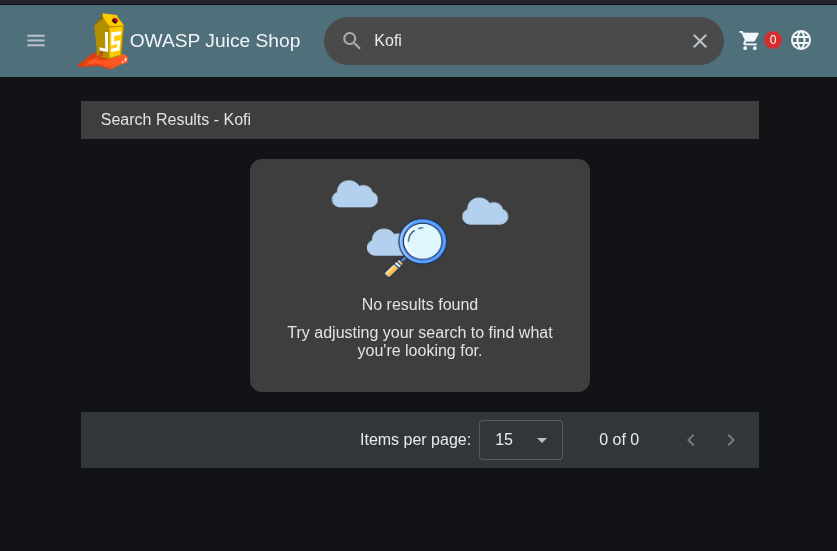 OWASP Juice Shop
Kofi
0
Search Results - Kofi
No results found
Try adjusting your search to find what
you're looking for.
Items per page: 15 0 of 0